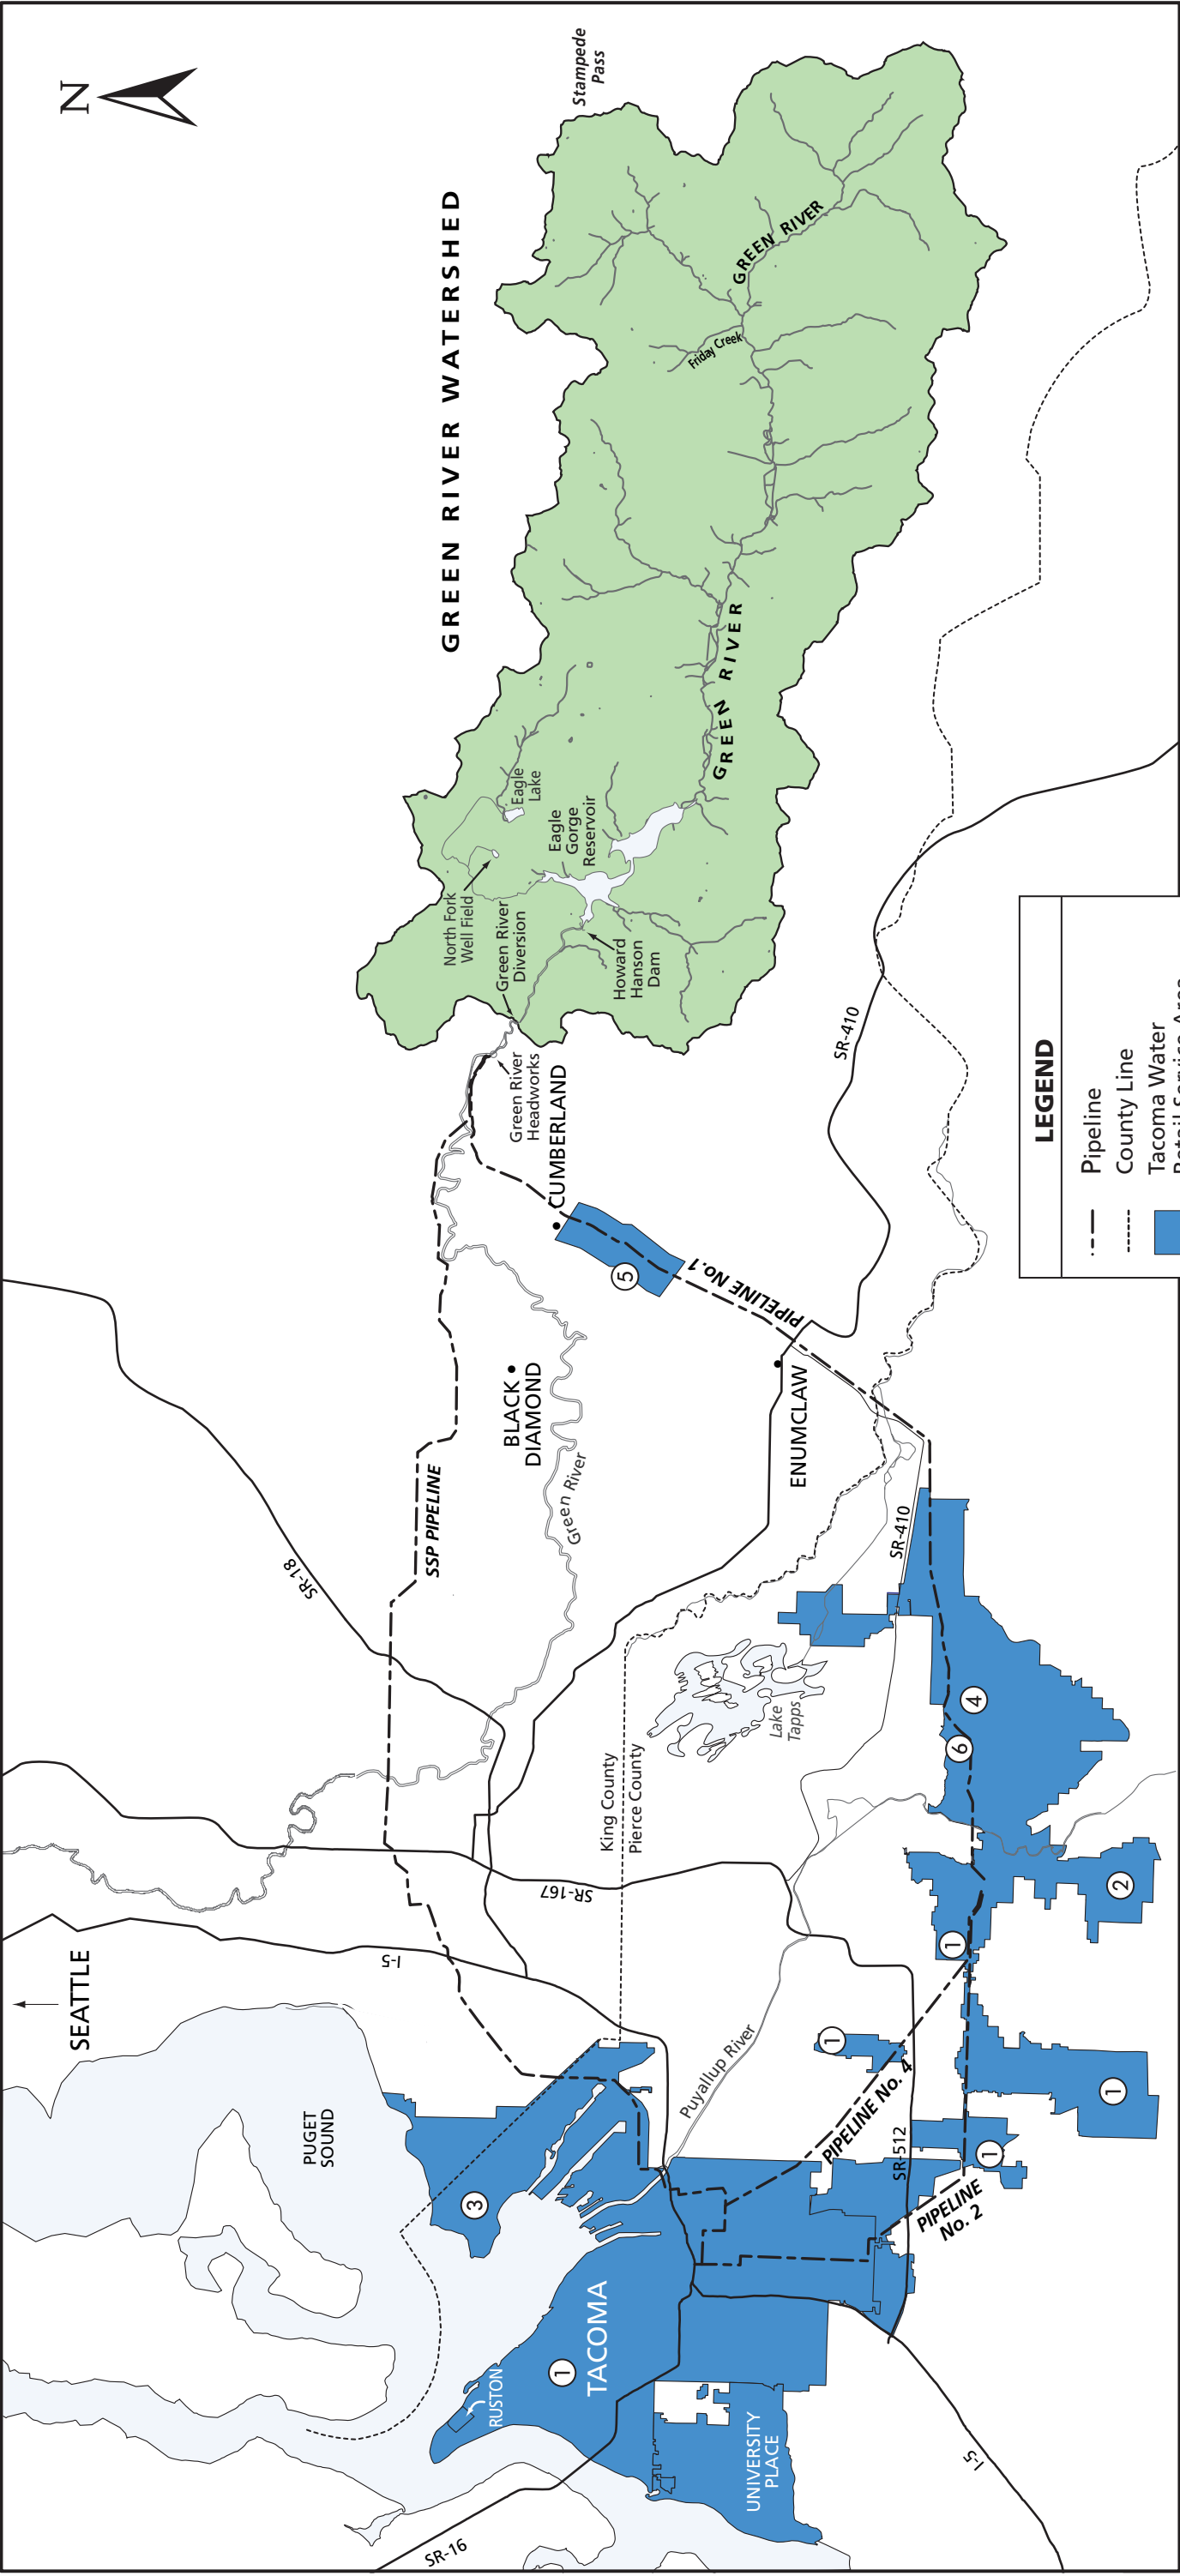 N
Stampede
Pass
GREEN RIVER WATERSHED
GREEN RIVER
Friday Creek
GREEN RIVER
Eagle
Lake
Eagle
Gorge
Reservoir
North Fork
Well Field
Green River
Diversion
Howard
Hanson
Dam
Green River
Headworks
CUMBERLAND
5
PIPELINE No.1
SR-410
BLACK
DIAMOND
ENUMCLAW
Green River
SSP PIPELINE
SR-18
SR-410
Lake
Tapps
4
6
King County
Pierce County
SR-167
2
1
I-5
SEATTLE
PUGET
SOUND
Puyallup River
1
PIPELINE No. 4
1
1
SR-512
PIPELINE
No. 2
3
TACOMA
1
RUSTON
UNIVERSITY
PLACE
SR-16
I-5
LEGEND
Pipeline
County Line
Tacoma Water
Retail Service Area